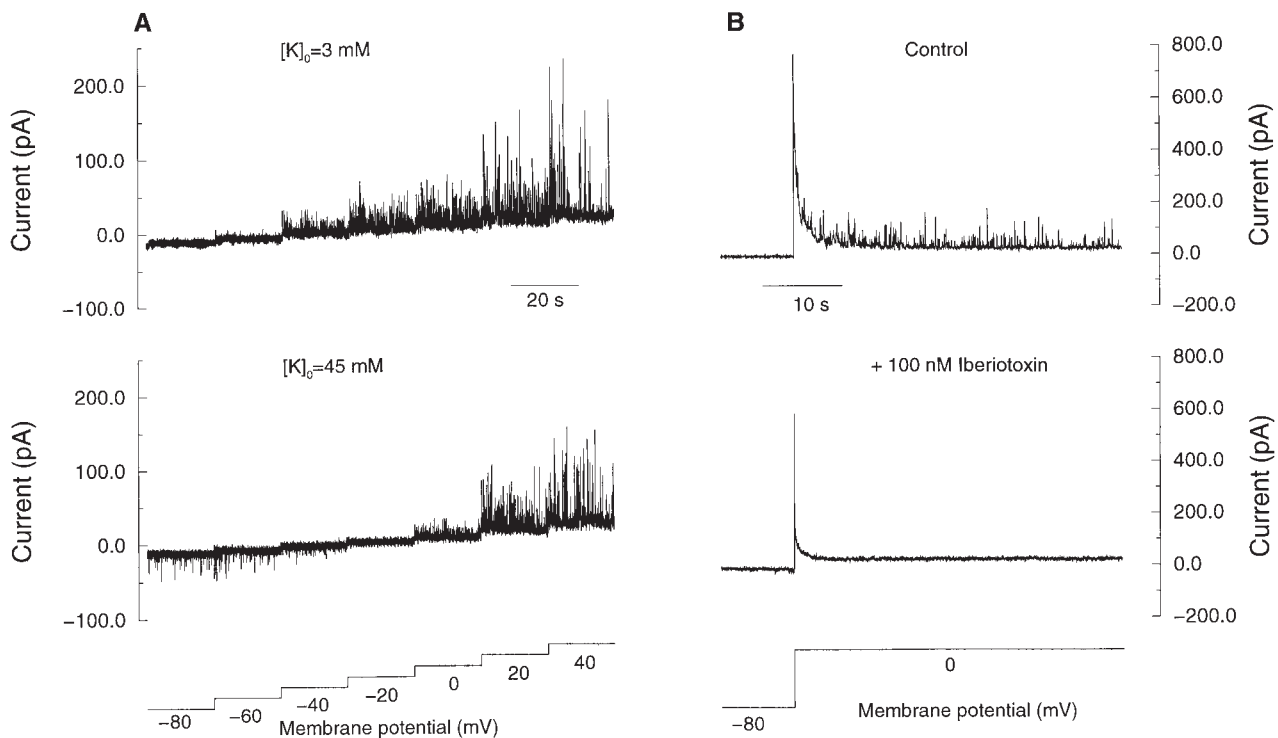 A
[K]₀=3 mM
Current (pA)
200.0
100.0
0.0
−100.0
20 s
[K]₀=45 mM
Current (pA)
200.0
100.0
0.0
−100.0
−80
−60
−40
−20
0
20
40
Membrane potential (mV)
B
Control
Current (pA)
800.0
600.0
400.0
200.0
0.0
−200.0
10 s
+ 100 nM Iberiotoxin
Current (pA)
800.0
600.0
400.0
200.0
0.0
−200.0
0
−80
Membrane potential (mV)